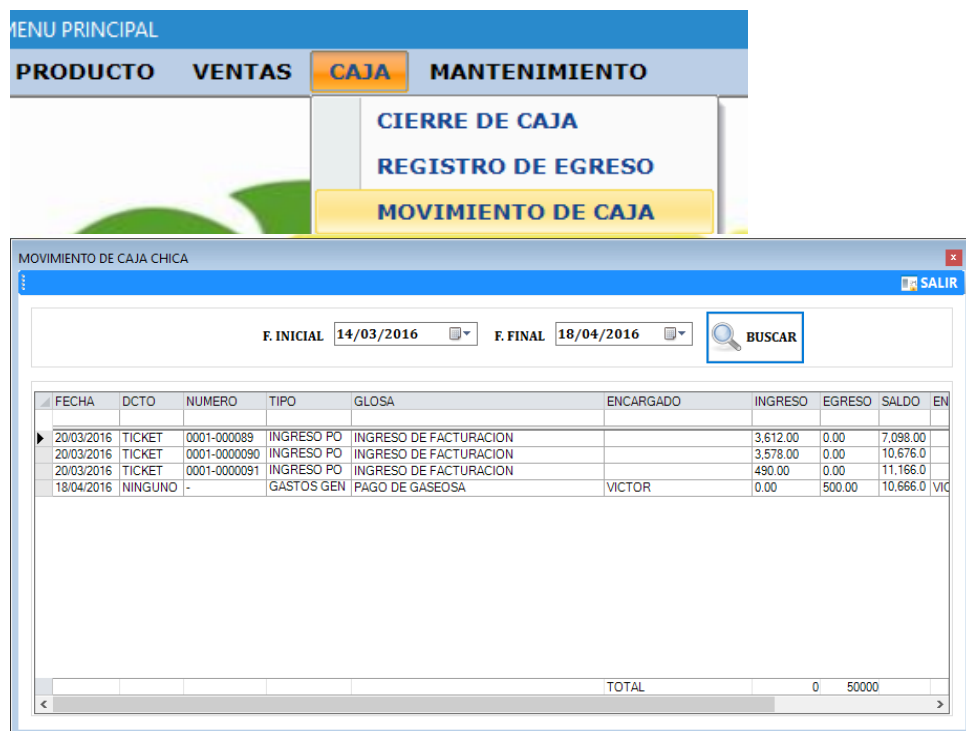 MENU PRINCIPAL
PRODUCTO VENTAS CAJA MANTENIMIENTO
CIERRE DE CAJA
REGISTRO DE EGRESO
MOVIMIENTO DE CAJA
MOVIMIENTO DE CAJA CHICA x
SALIR
F. INICIAL 14/03/2016 F. FINAL 18/04/2016 BUSCAR
FECHA DCTO NUMERO TIPO GLOSA ENCARGADO INGRESO EGRESO SALDO EN
20/03/2016 TICKET 0001-000089 INGRESO PO INGRESO DE FACTURACION 3,612.00 0.00 7,098.00
20/03/2016 TICKET 0001-0000090 INGRESO PO INGRESO DE FACTURACION 3,578.00 0.00 10,676.0
20/03/2016 TICKET 0001-0000091 INGRESO PO INGRESO DE FACTURACION 490.00 0.00 11,166.0
18/04/2016 NINGUNO - GASTOS GEN PAGO DE GASEOSA VICTOR 0.00 500.00 10,666.0 VIC
TOTAL 0 50000